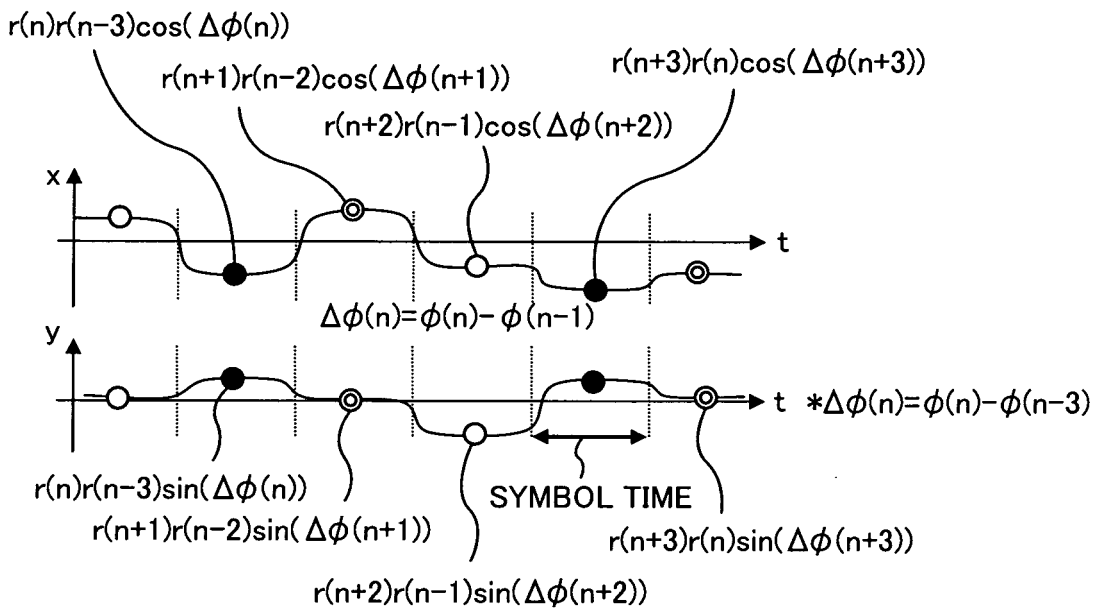 r(n)r(n-3)cos(Δϕ(n))
r(n+1)r(n-2)cos(Δϕ(n+1))
r(n+3)r(n)cos(Δϕ(n+3))
r(n+2)r(n-1)cos(Δϕ(n+2))
x
t
Δϕ(n)=ϕ(n)-ϕ(n-1)
y
t *Δϕ(n)=ϕ(n)-ϕ(n-3)
r(n)r(n-3)sin(Δϕ(n))
SYMBOL TIME
r(n+1)r(n-2)sin(Δϕ(n+1))
r(n+3)r(n)sin(Δϕ(n+3))
r(n+2)r(n-1)sin(Δϕ(n+2))